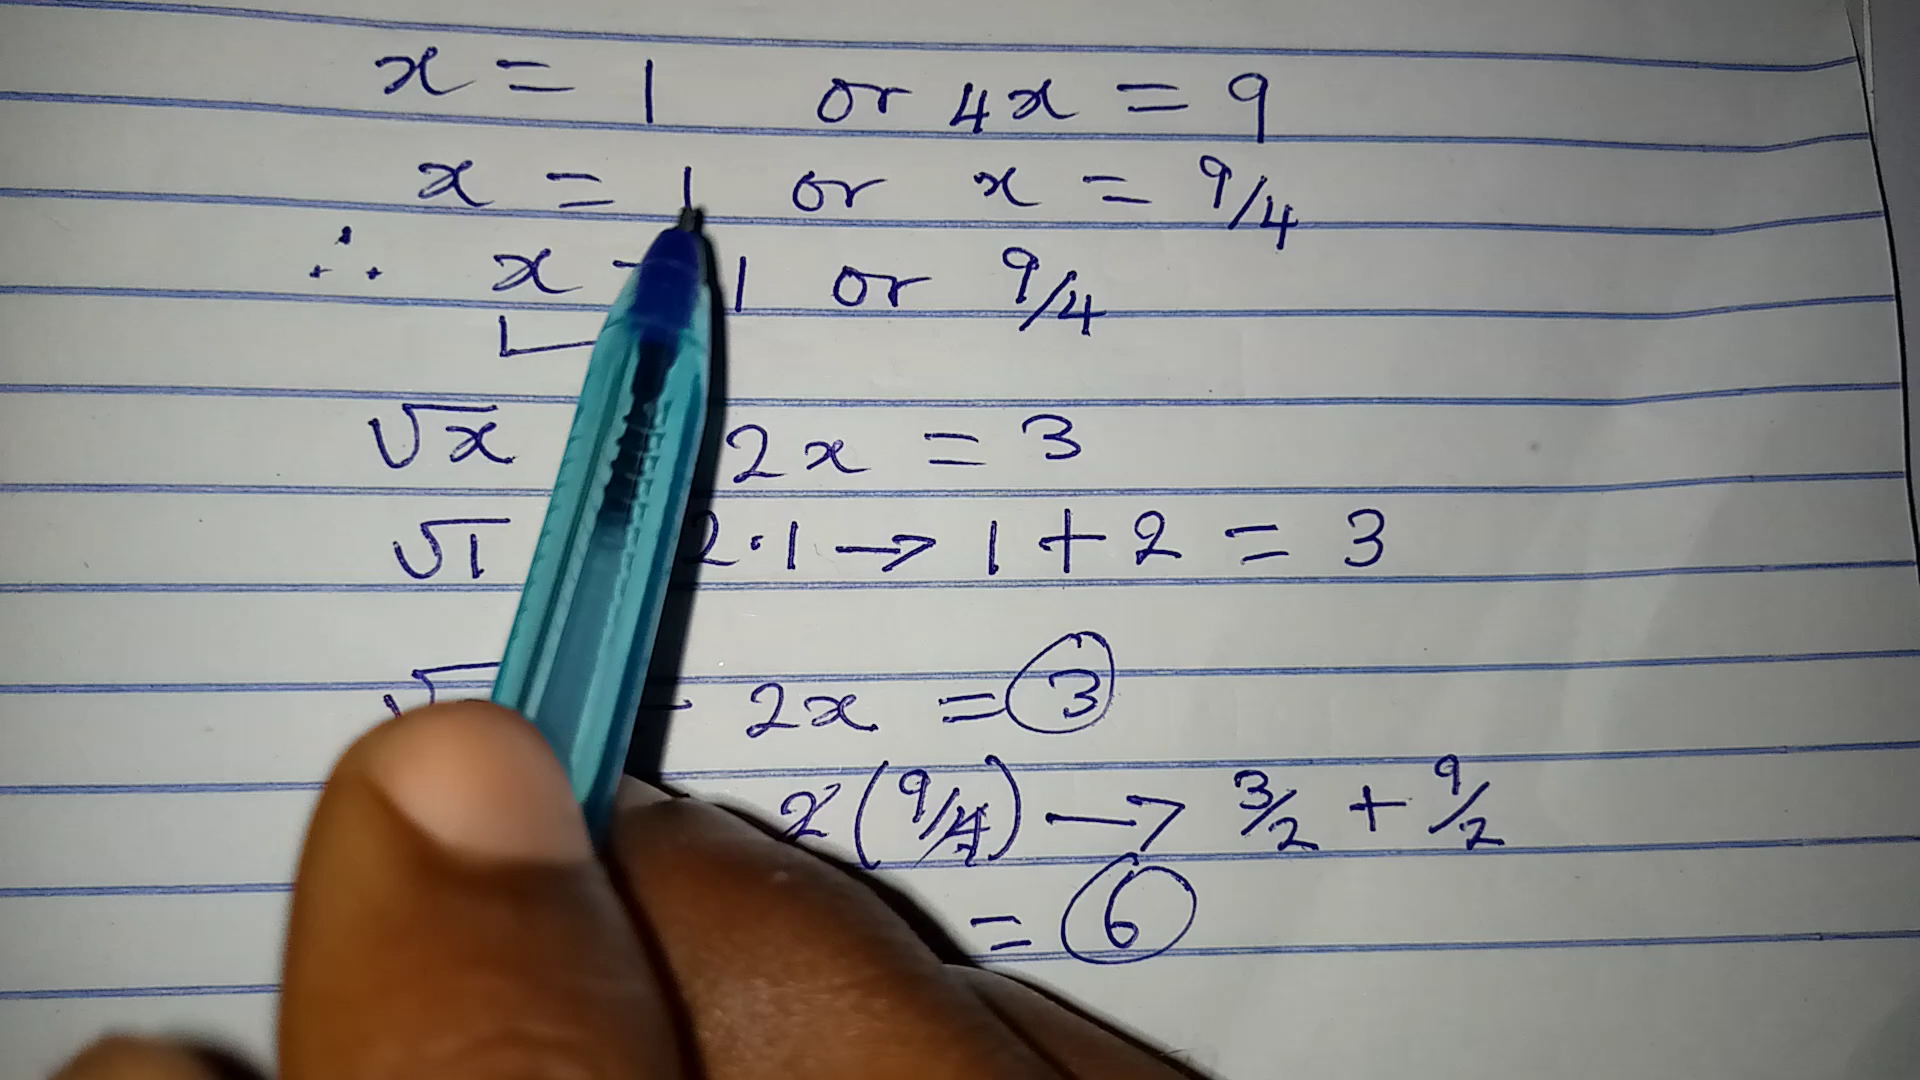 x = 1 or 4x = 9
x = 1 or x = 9/4
∴ x = 1 or 9/4
√x 2x = 3
√1 2·1 → 1 + 2 = 3
√ 2x = 3
2(9/4) → 3/2 + 9/2
= 6